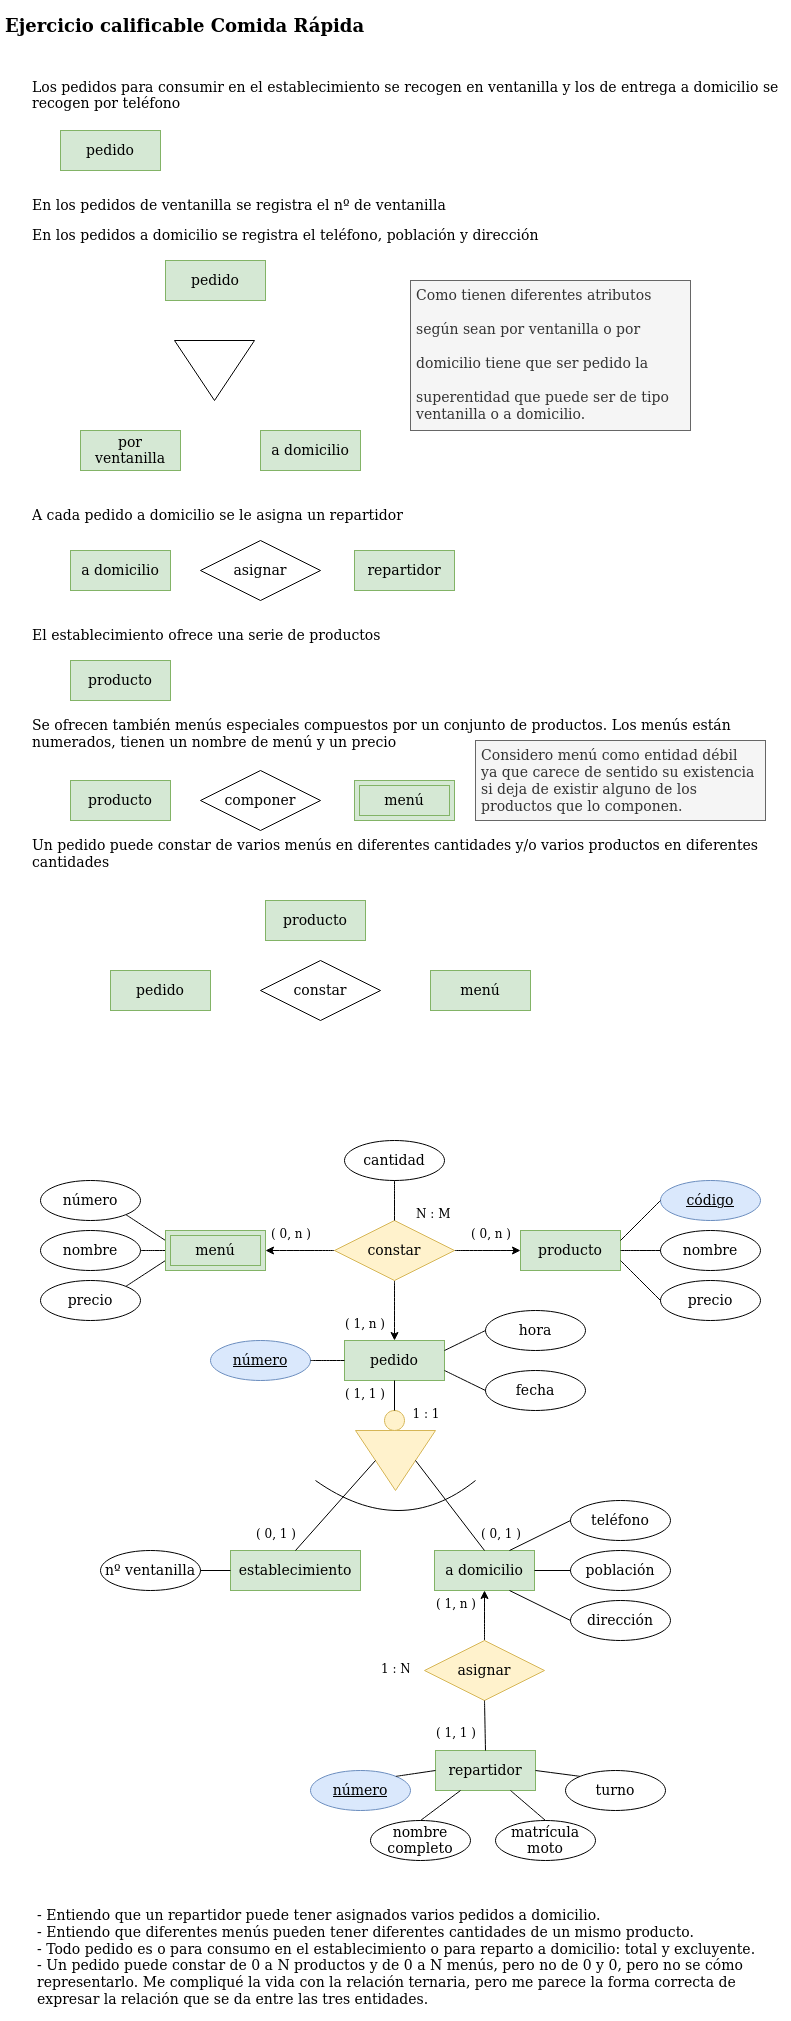 Ejercicio calificable Comida Rápida
Los pedidos para consumir en el establecimiento se recogen en ventanilla y los de entrega a domicilio se
recogen por teléfono
pedido
En los pedidos de ventanilla se registra el nº de ventanilla
En los pedidos a domicilio se registra el teléfono, población y dirección
pedido
Como tienen diferentes atributos
según sean por ventanilla o por
domicilio tiene que ser pedido la
superentidad que puede ser de tipo
ventanilla o a domicilio.
por
ventanilla
a domicilio
A cada pedido a domicilio se le asigna un repartidor
a domicilio
asignar
repartidor
El establecimiento ofrece una serie de productos
producto
Se ofrecen también menús especiales compuestos por un conjunto de productos. Los menús están
numerados, tienen un nombre de menú y un precio
Considero menú como entidad débil
ya que carece de sentido su existencia
si deja de existir alguno de los
productos que lo componen.
producto
componer
menú
Un pedido puede constar de varios menús en diferentes cantidades y/o varios productos en diferentes
cantidades
producto
pedido
constar
menú
cantidad
número
código
N : M
nombre
menú
( 0, n )
constar
( 0, n )
producto
nombre
precio
precio
( 1, n )
hora
número
pedido
( 1, 1 )
fecha
1 : 1
( 0, 1 )
( 0, 1 )
teléfono
nº ventanilla
establecimiento
a domicilio
población
( 1, n )
dirección
1 : N
asignar
( 1, 1 )
repartidor
número
turno
nombre
completo
matrícula
moto
- Entiendo que un repartidor puede tener asignados varios pedidos a domicilio.
- Entiendo que diferentes menús pueden tener diferentes cantidades de un mismo producto.
- Todo pedido es o para consumo en el establecimiento o para reparto a domicilio: total y excluyente.
- Un pedido puede constar de 0 a N productos y de 0 a N menús, pero no de 0 y 0, pero no se cómo
representarlo. Me compliqué la vida con la relación ternaria, pero me parece la forma correcta de
expresar la relación que se da entre las tres entidades.